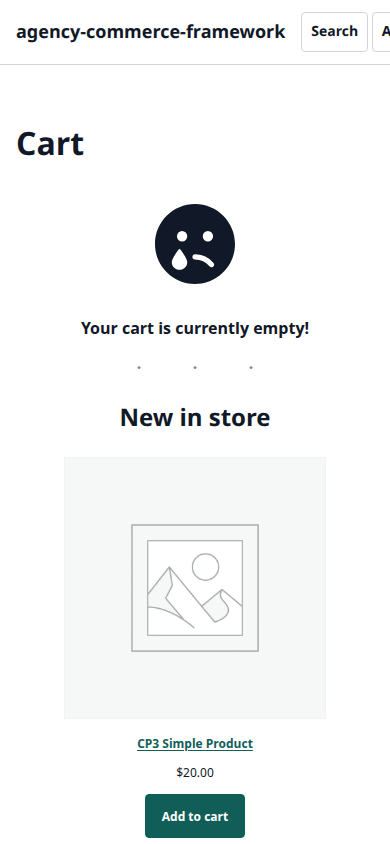 agency-commerce-framework
Search
A
Cart
Your cart is currently empty!
New in store
CP3 Simple Product
$20.00
Add to cart